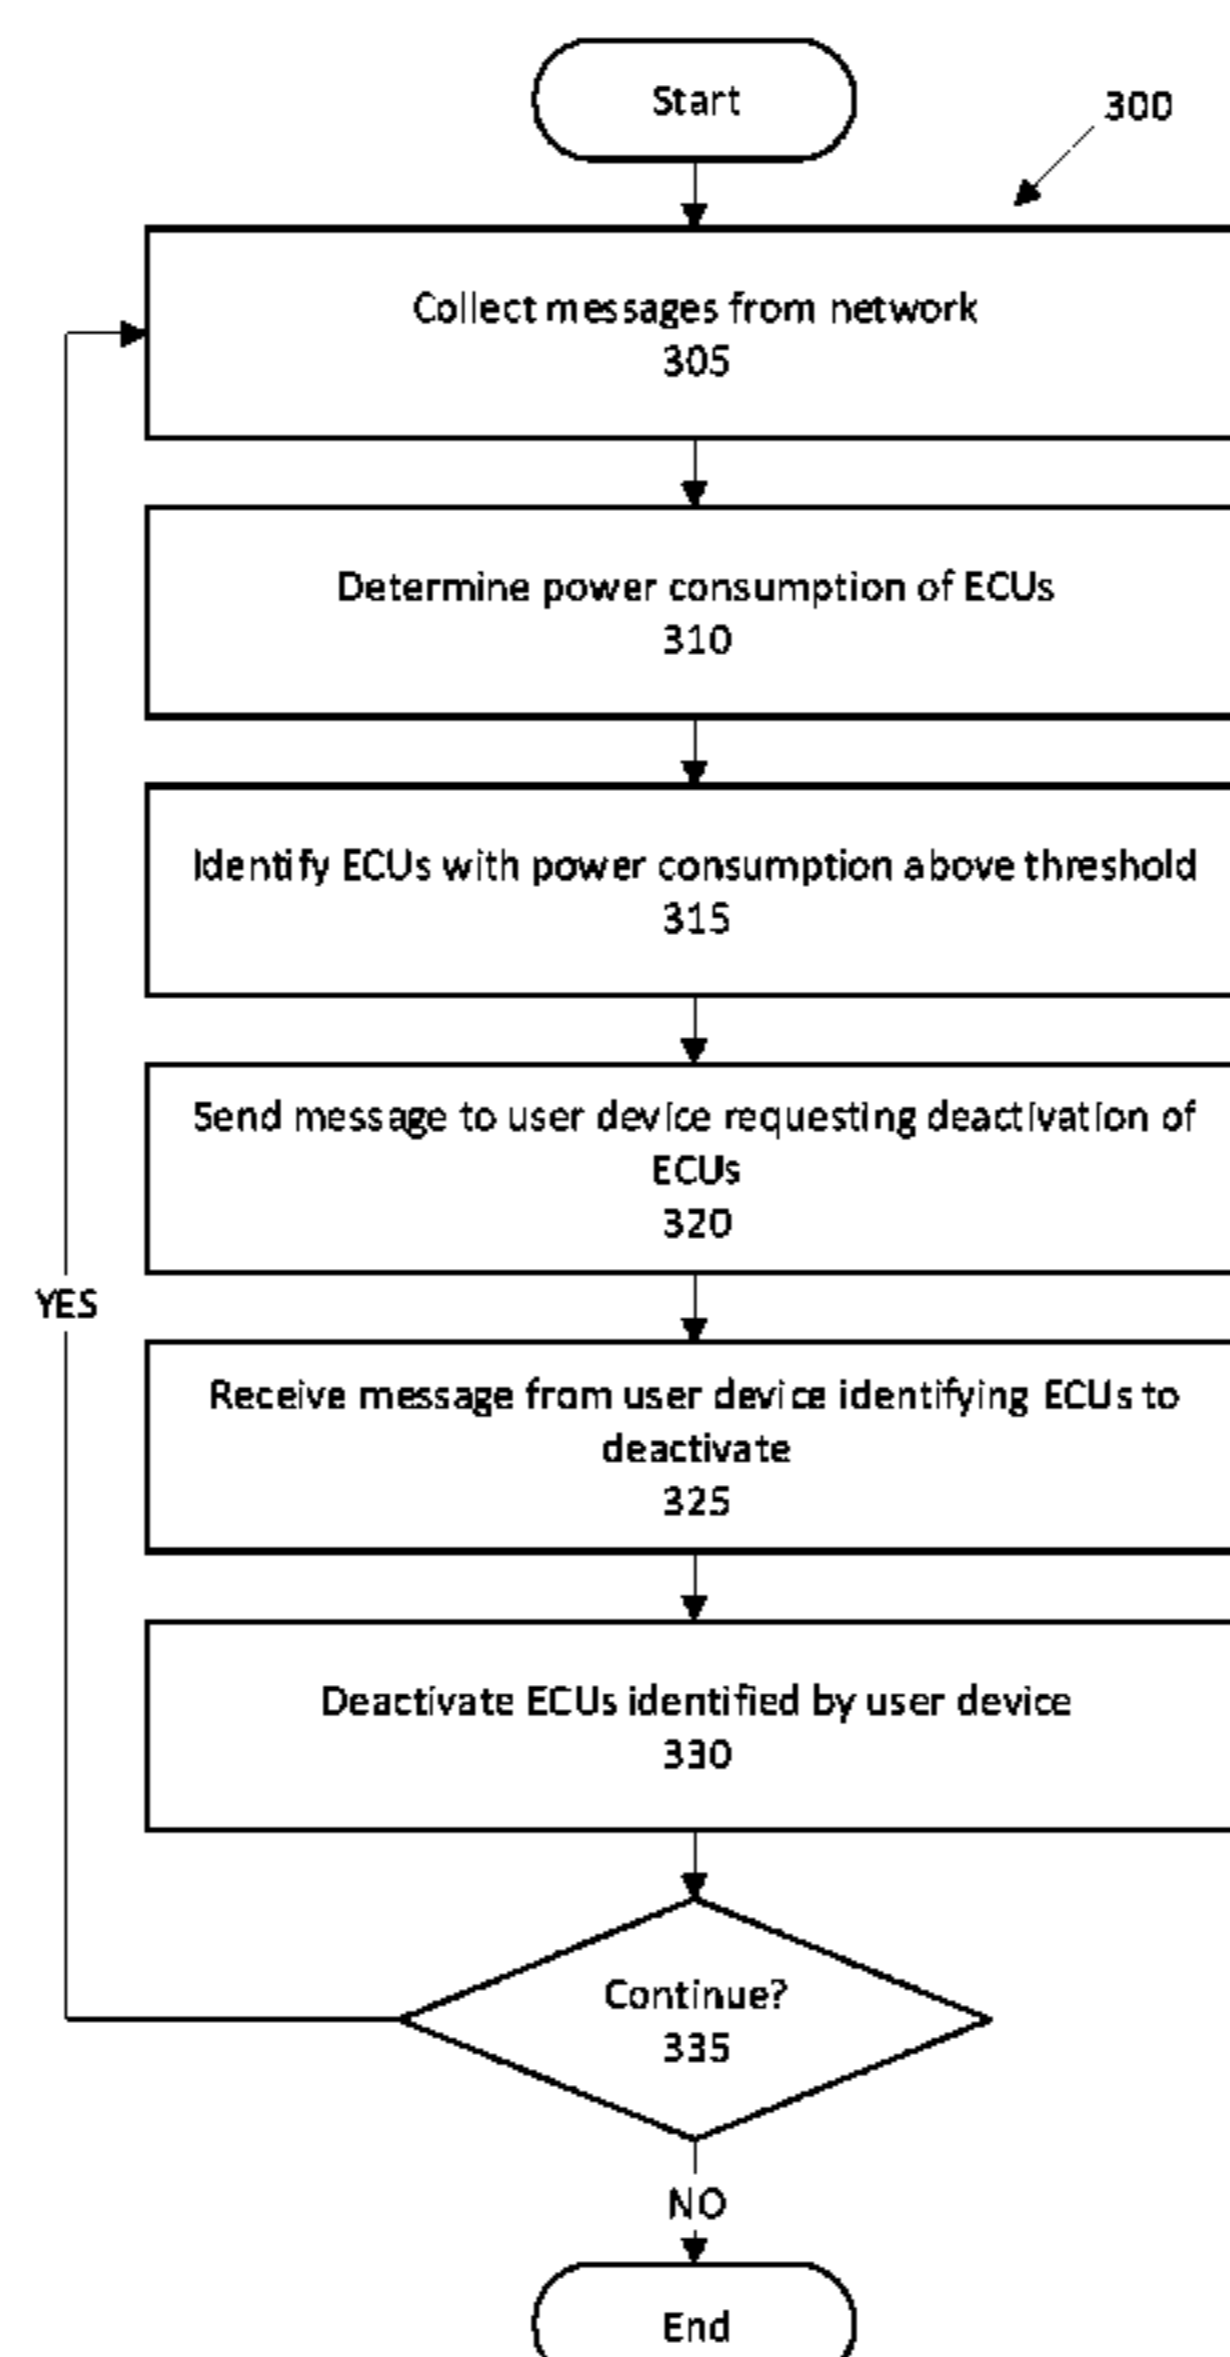 Start
300
Collect messages from network
305
Determine power consumption of ECUs
310
Identify ECUs with power consumption above threshold
315
Send message to user device requesting deactivation of
ECUs
320
YES
Receive message from user device identifying ECUs to
deactivate
325
Deactivate ECUs identified by user device
330
Continue?
335
NO
End